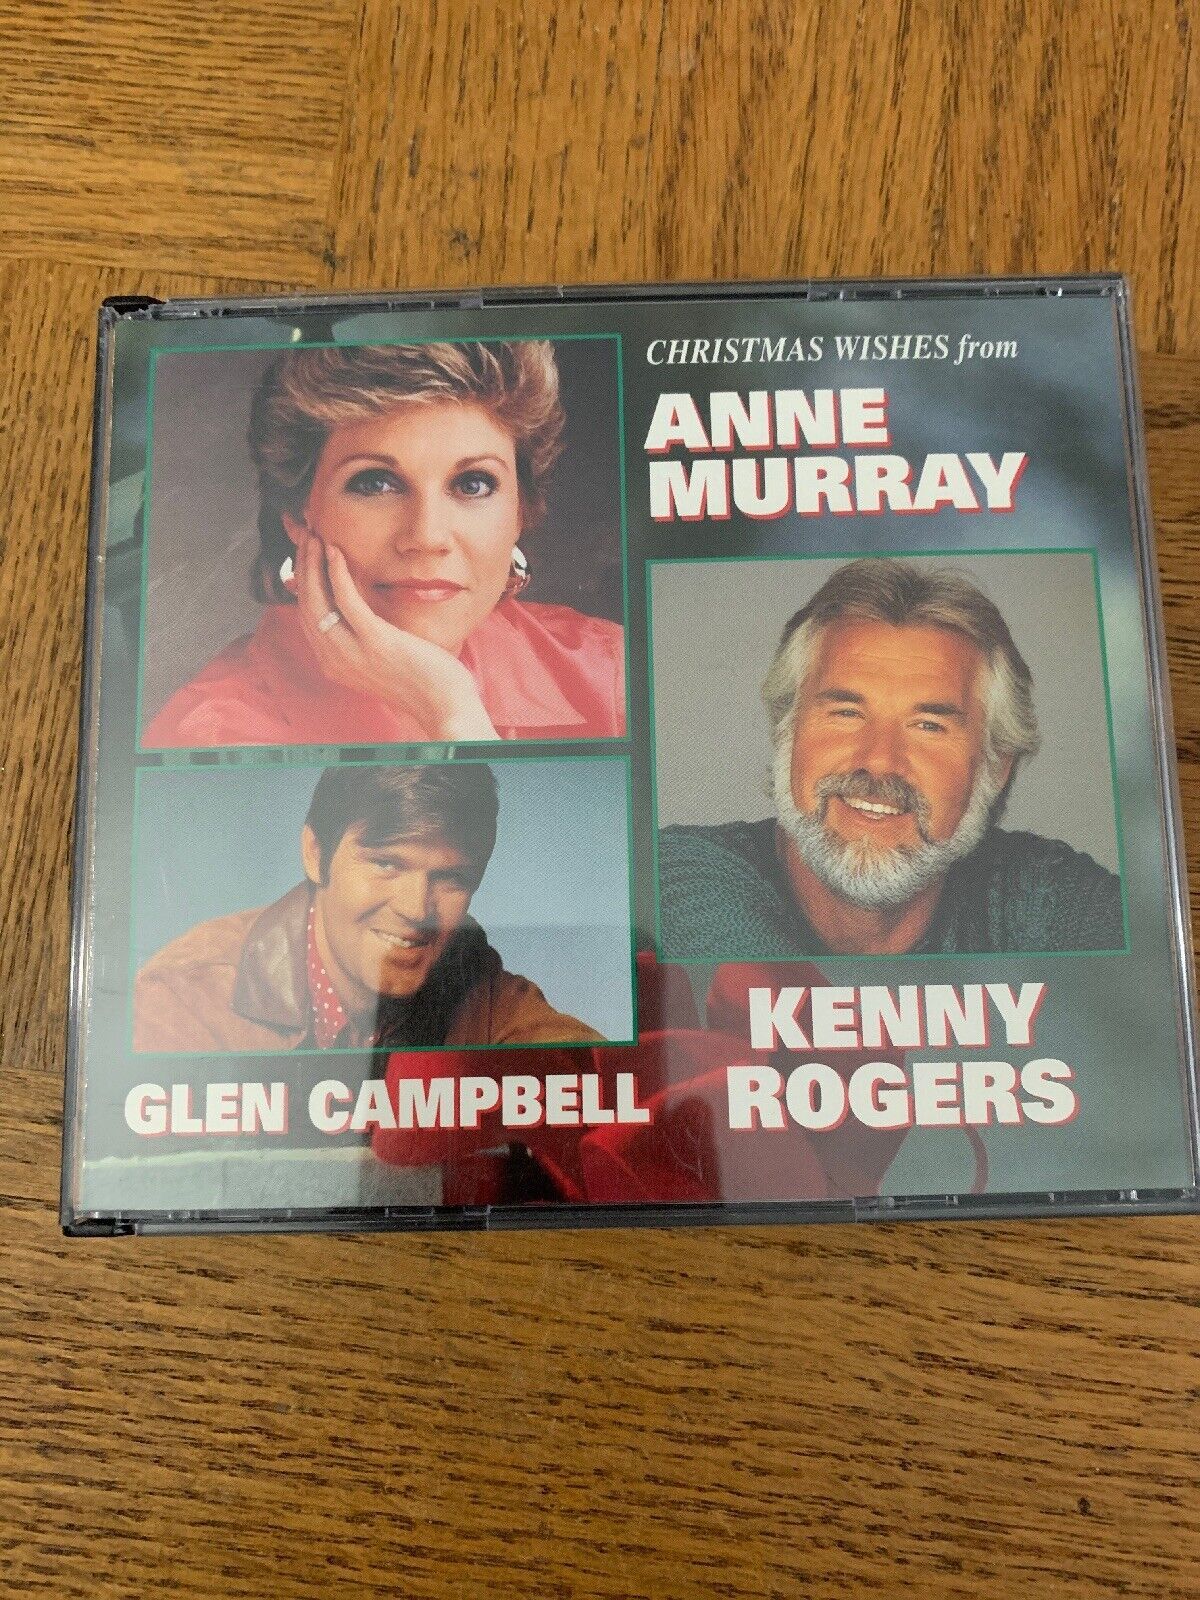 CHRISTMAS WISHES from
ANNE
MURRAY
GLEN CAMPBELL
KENNY
ROGERS